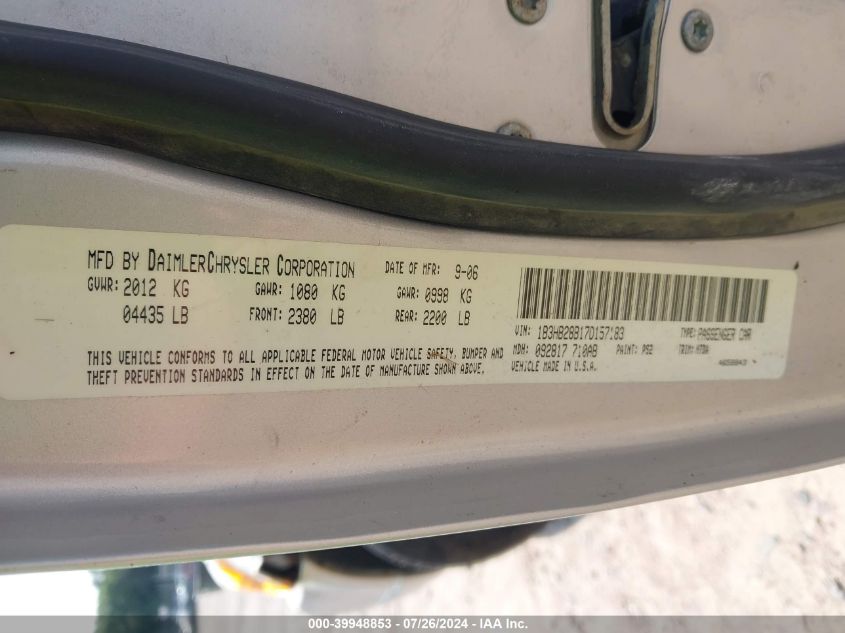 MFD BY DAIMLERCHRYSLER CORPORATION DATE OF MFR: 9-06
GVWR: 2012 KG GAWR: 1080 KG GAWR: 0998 KG
04435 LB FRONT: 2380 LB REAR: 2200 LB
THIS VEHICLE CONFORMS TO ALL APPLICABLE FEDERAL MOTOR VEHICLE SAFETY, BUMPER AND
THEFT PREVENTION STANDARDS IN EFFECT ON THE DATE OF MANUFACTURE SHOWN ABOVE.
VIN: 1B3HB28B17D157183 TYPE: PASSENGER CAR
MDH: 092817 710AB PAINT: PS2 TRIM:
VEHICLE MADE IN U.S.A.
000-39948853 / 07/26/2024 - IAA Inc.